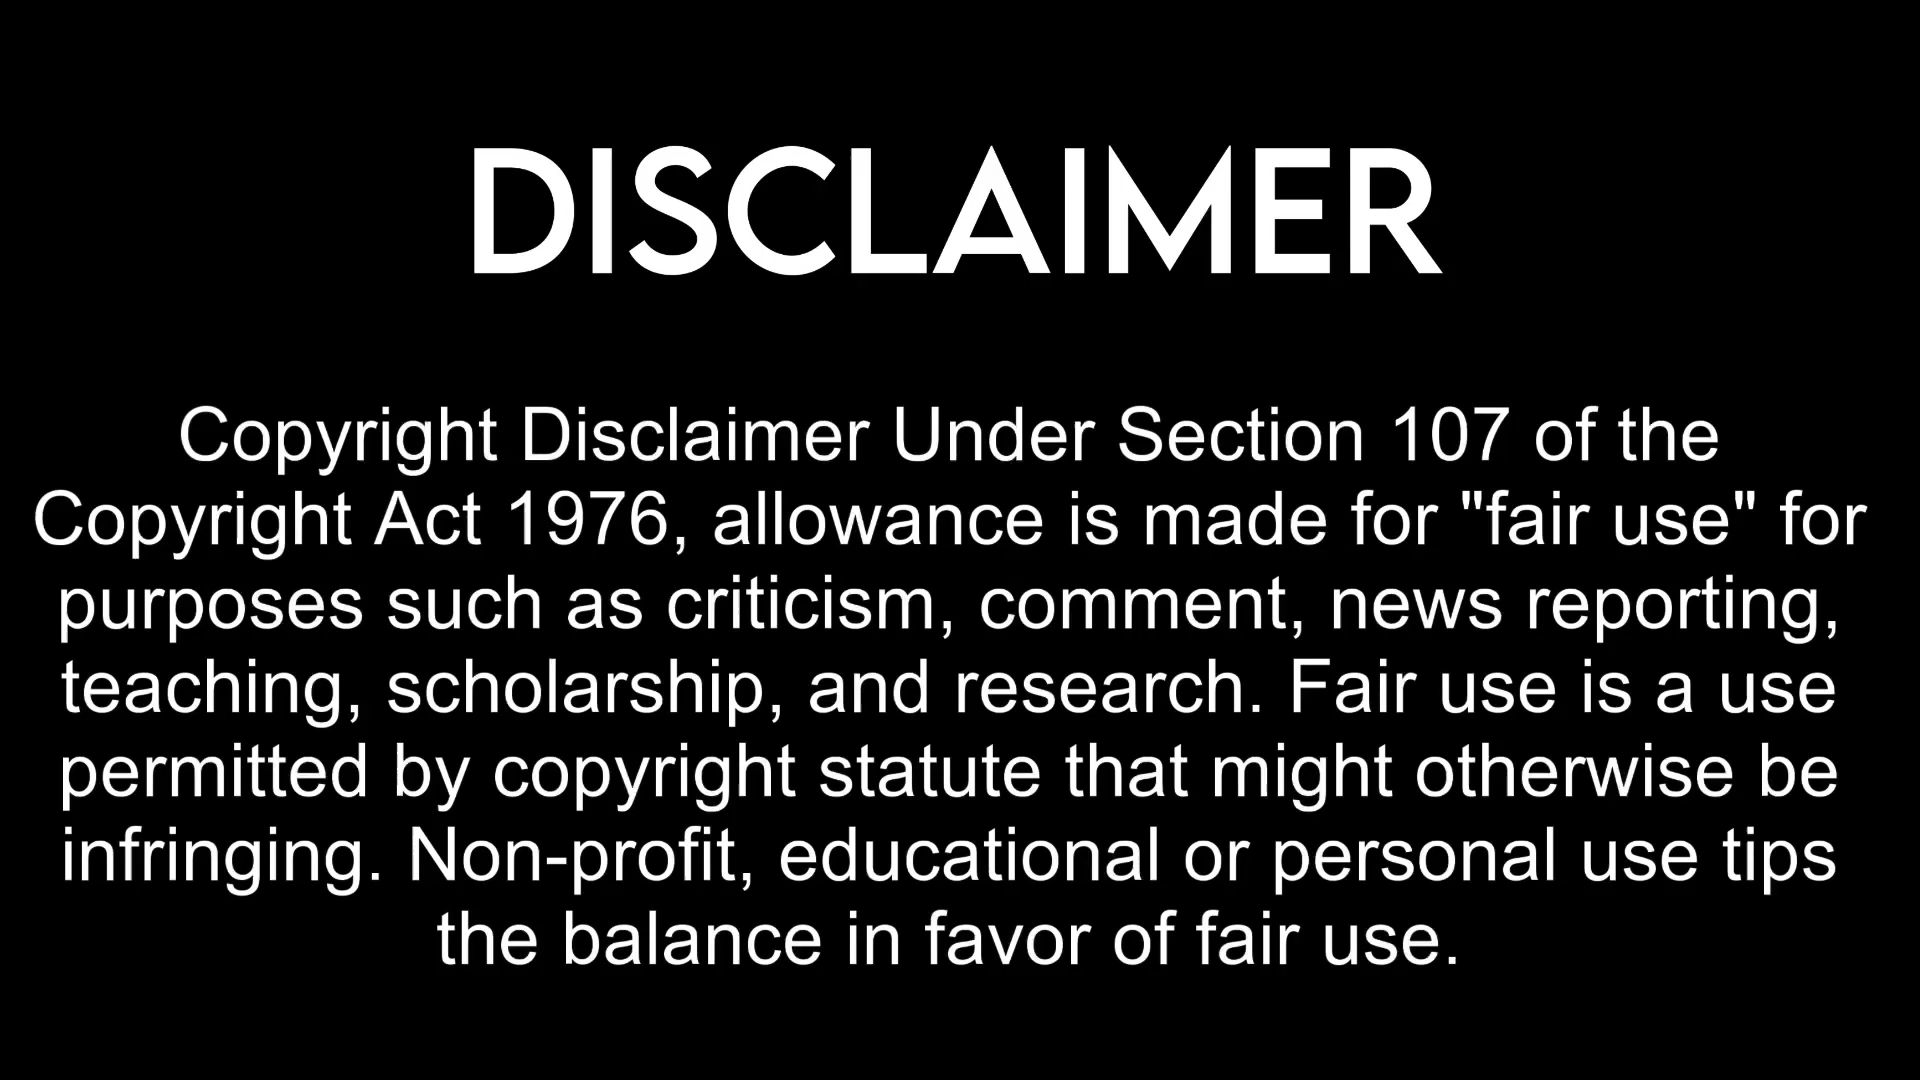 DISCLAIMER
Copyright Disclaimer Under Section 107 of the
Copyright Act 1976, allowance is made for "fair use" for
purposes such as criticism, comment, news reporting,
teaching, scholarship, and research. Fair use is a use
permitted by copyright statute that might otherwise be
infringing. Non-profit, educational or personal use tips
the balance in favor of fair use.